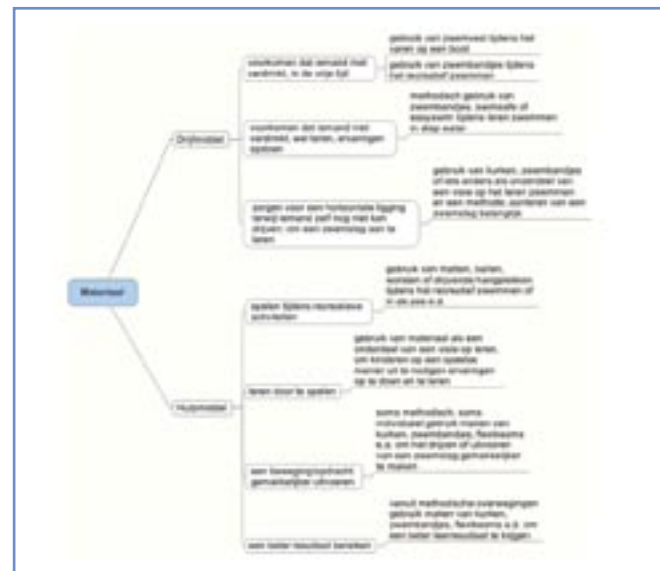 gebruik van zwemvest tijdens het
varen op een boot
voorkomen dat iemand niet
verdrinkt, in de vrije tijd
gebruik van zwembandjes tijdens
het recreatief zwemmen
methodisch gebruik van
zwembandjes, swimsafe of
easyswim tijdens leren zwemmen
in diep water
voorkomen dat iemand niet
verdrinkt, wel leren, ervaringen
opdoen
Drijfmiddel
gebruik van kurken, zwembandjes
of iets anders als onderdeel van
een visie op het leren zwemmen
en een methode, aanleren van een
zwemslag belangrijk
zorgen voor een horizontale ligging
terwijl iemand zelf nog niet kan
drijven, om een zwemslag aan te
leren
Materiaal
gebruik van matten, ballen,
tijdens het recreatief zwemmen of
in de zee e.d.
spelen tijdens recreatieve
activiteiten
gebruik van materiaal als een
onderdeel van een visie op leren,
om kinderen op een speelse
manier uit te nodigen ervaringen
op te doen en te leren
leren door te spelen
Hulpmiddel
soms methodisch, soms
individueel gebruik maken van
kurken, zwembandjes, flexibeams
e.d. om het drijven of uitvoeren
van een zwemslag gemakkelijker
te maken
een bewegingsopdracht
gemakkelijker uitvoeren
vanuit methodische overwegingen
gebruik maken van kurken,
zwembandjes, flexibeams e.d. om
een beter leerresultaat te krijgen
een beter resultaat bereiken